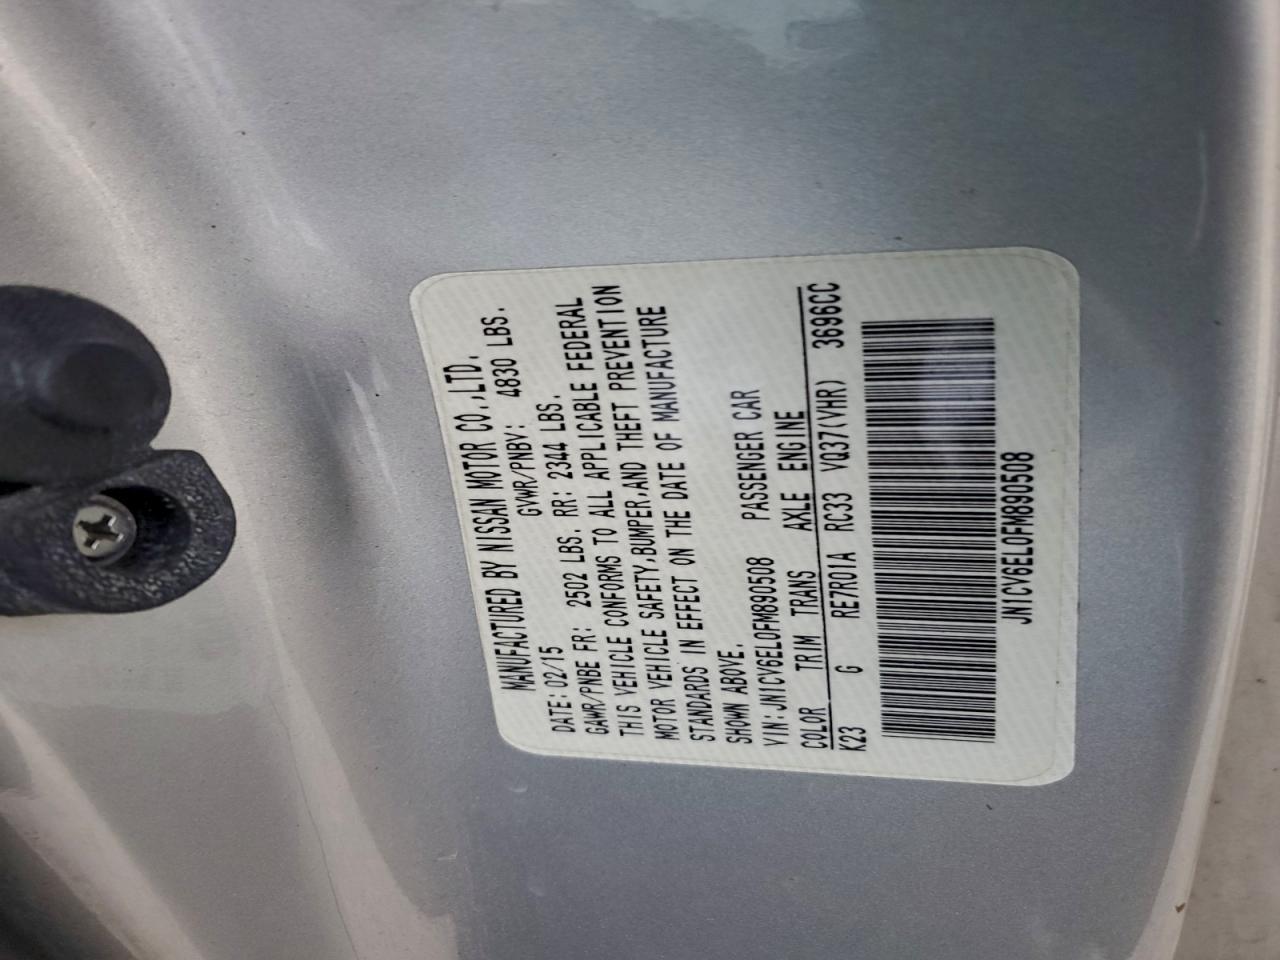 MANUFACTURED BY NISSAN MOTOR CO.,LTD.
DATE:02/15 GVWR/PNBV: 4830 LBS.
GAWR/PNBE FR: 2502 LBS. RR: 2344 LBS.
THIS VEHICLE CONFORMS TO ALL APPLICABLE FEDERAL
MOTOR VEHICLE SAFETY,BUMPER,AND THEFT PREVENTION
STANDARDS IN EFFECT ON THE DATE OF MANUFACTURE
SHOWN ABOVE.
VIN:JN1CV6EL0FM890508 PASSENGER CAR
COLOR TRIM TRANS AXLE ENGINE
K23 G RE7R01A RC33 VQ37(VHR) 3696CC
JN1CV6EL0FM890508